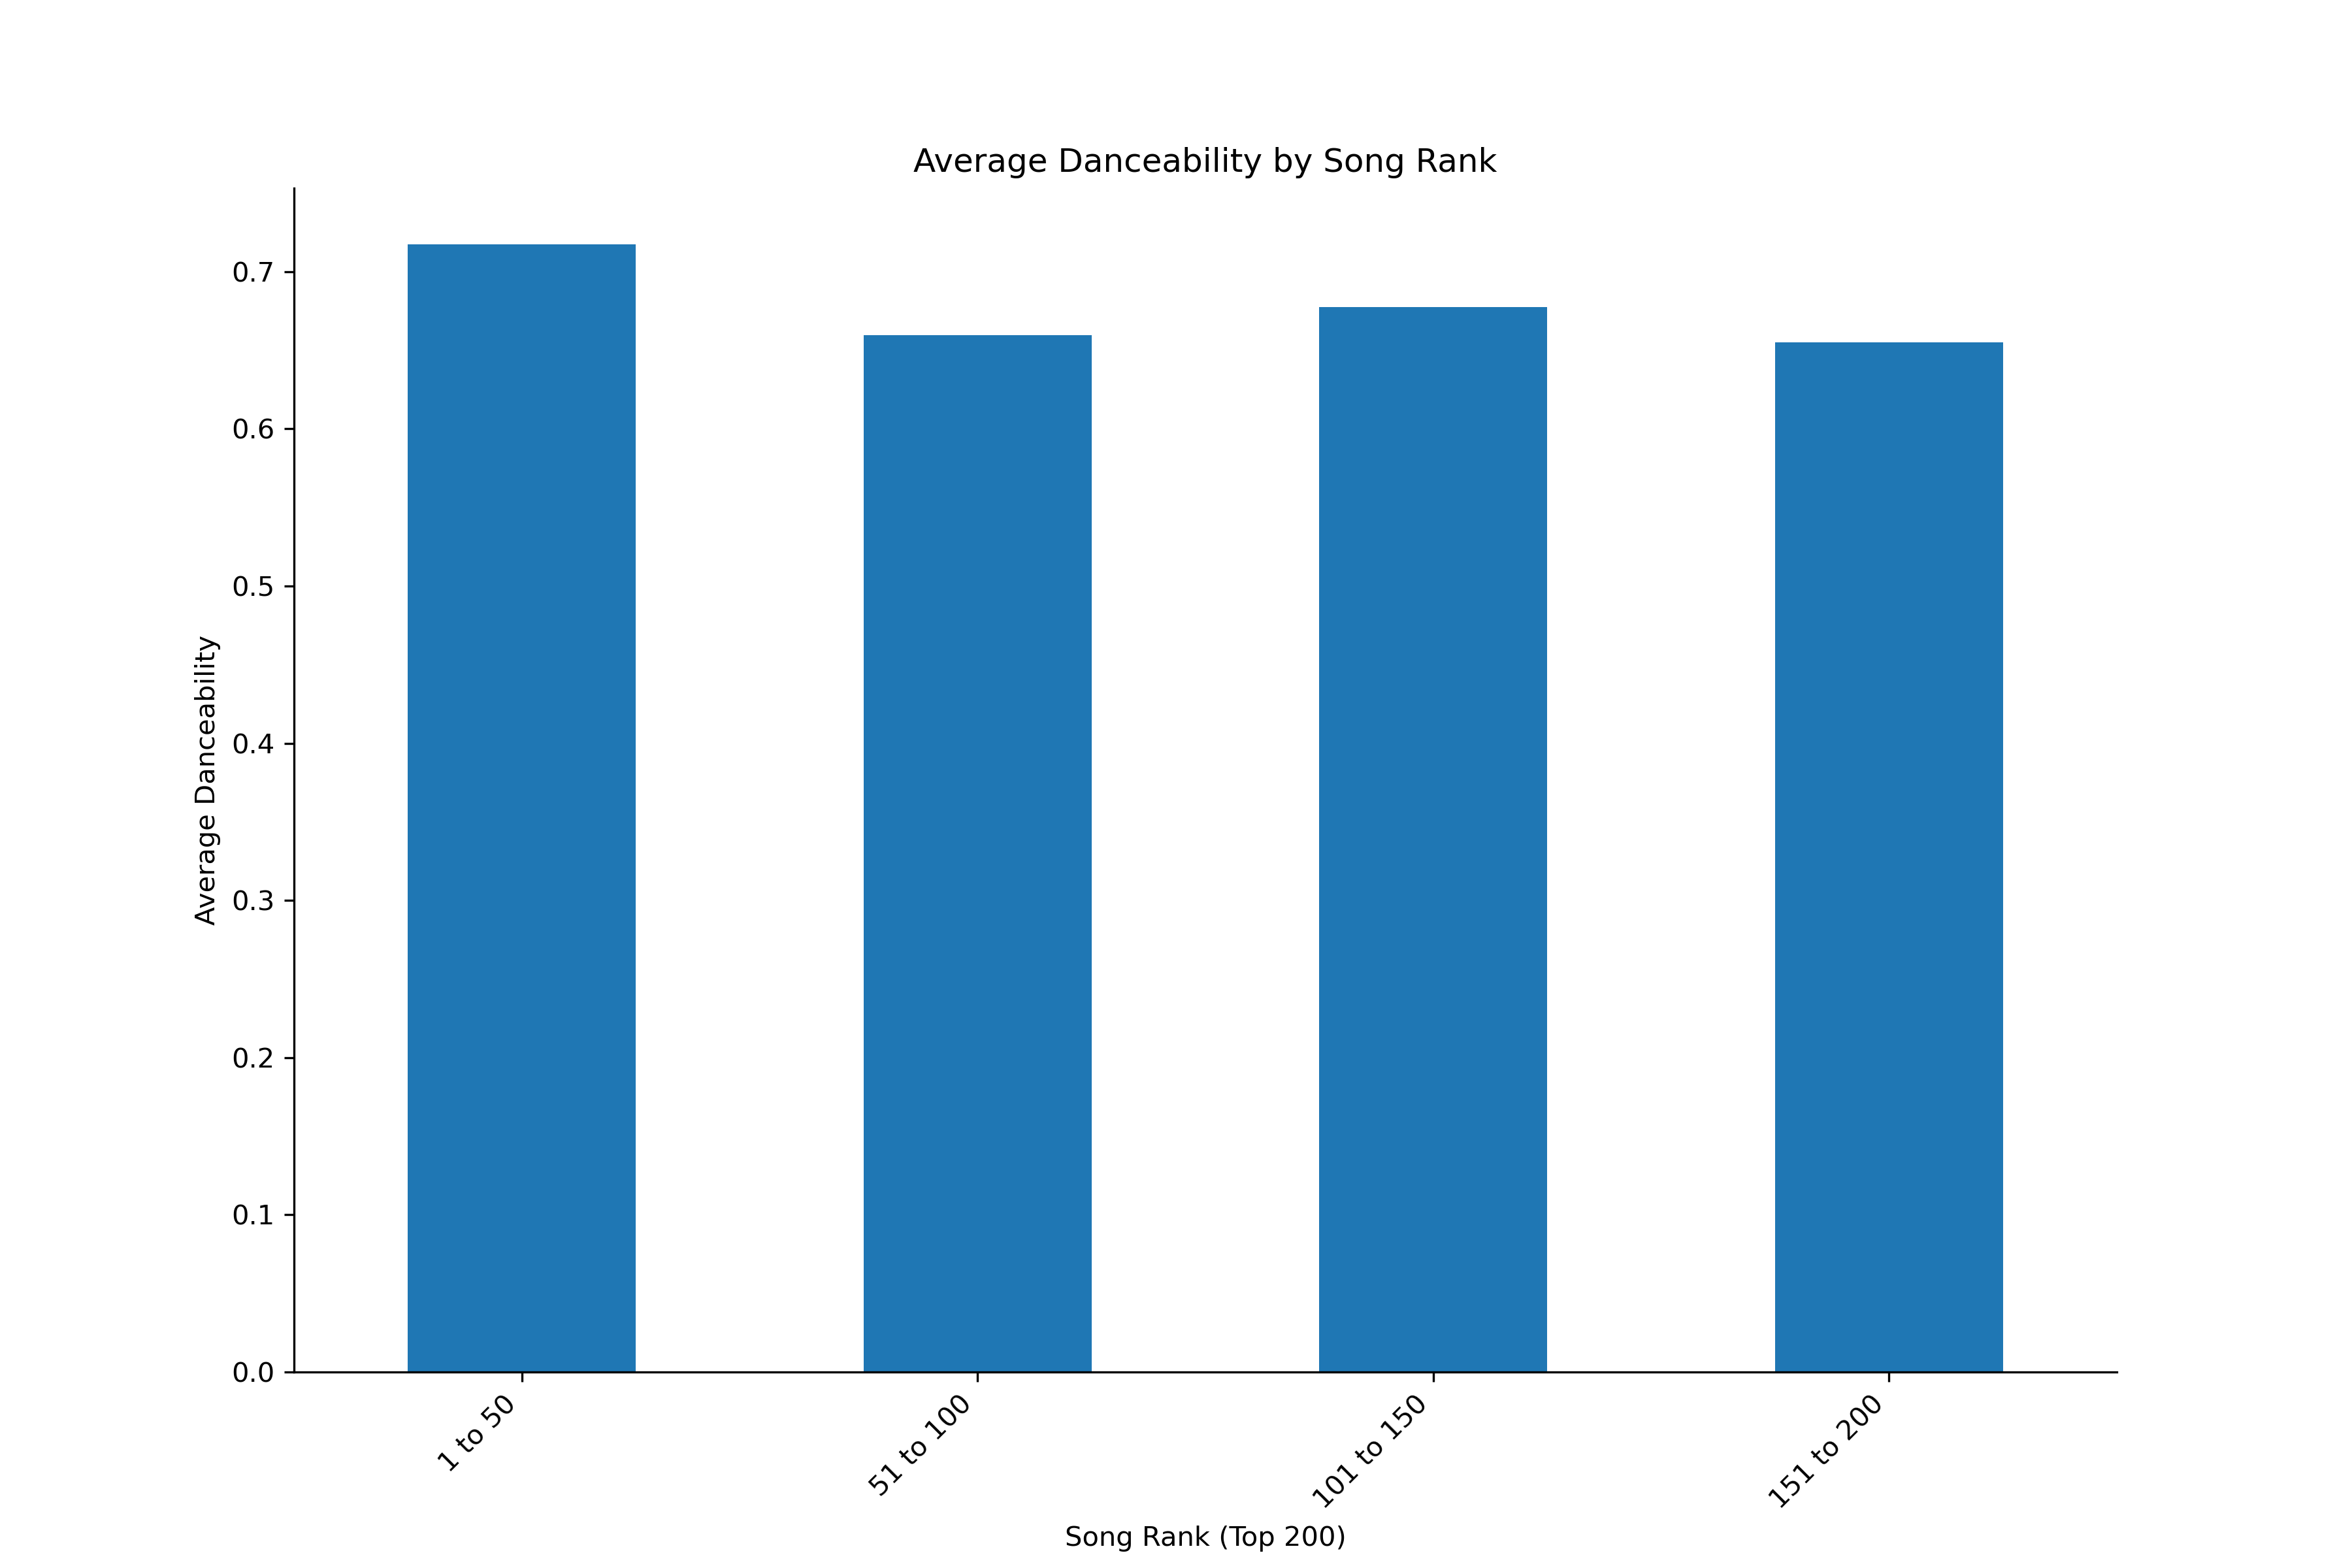 Average Danceability by Song Rank
Average Danceability
0.7
0.6
0.5
0.4
0.3
0.2
0.1
0.0
1 to 50
51 to 100
101 to 150
151 to 200
Song Rank (Top 200)